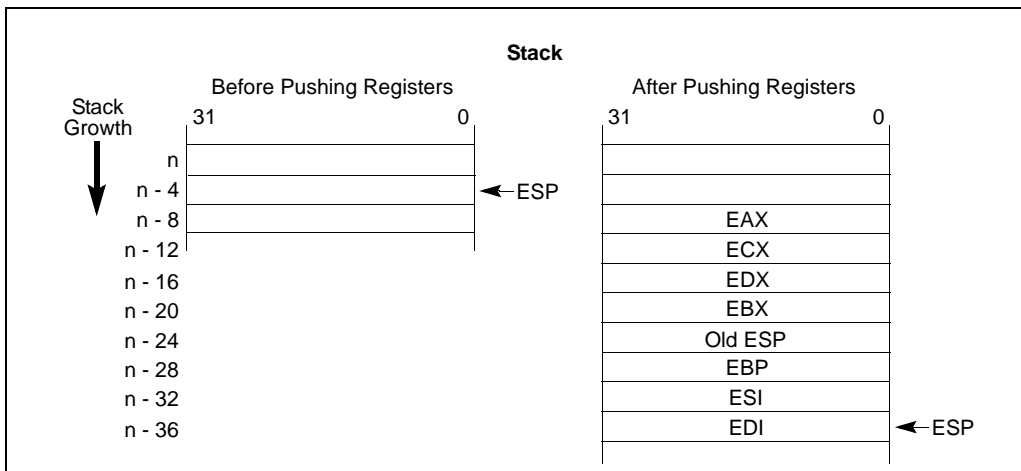 Stack
Before Pushing Registers
After Pushing Registers
Stack
Growth
31 0
31 0
n
n - 4
ESP
n - 8
EAX
n - 12
ECX
n - 16
EDX
n - 20
EBX
n - 24
Old ESP
n - 28
EBP
n - 32
ESI
n - 36
EDI
ESP